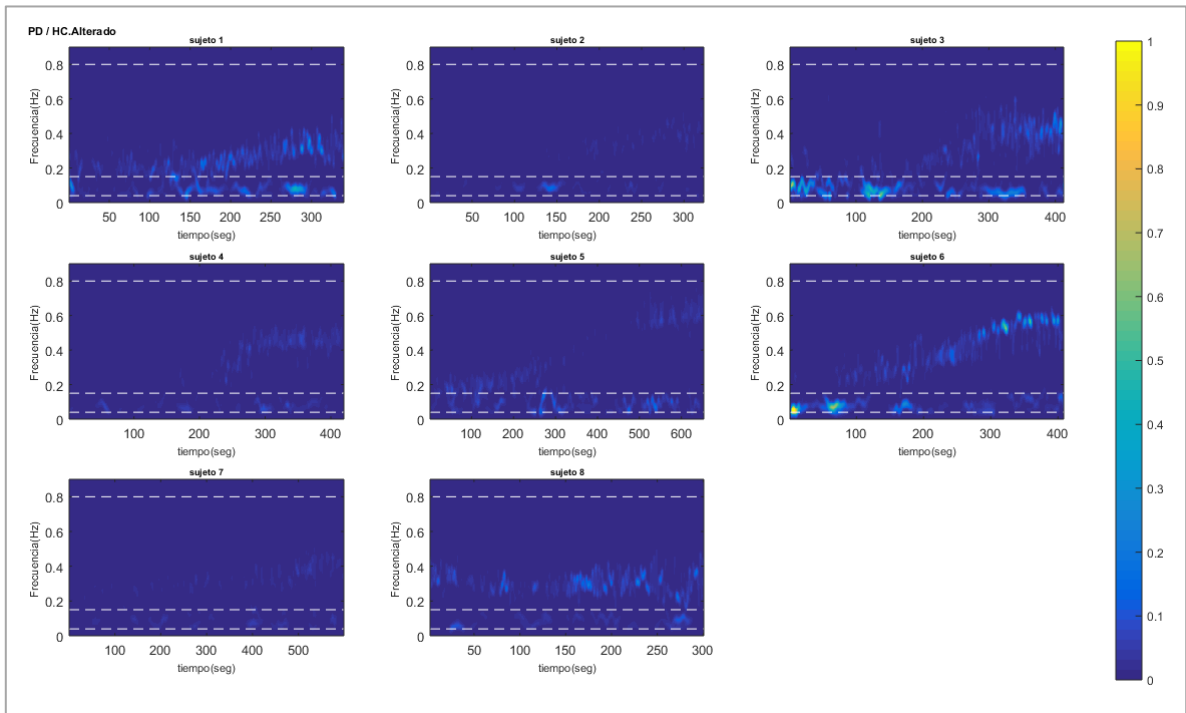 PD / HC.Alterado
sujeto 1
Frecuencia(Hz)
0.8
0.6
0.4
0.2
0
50 100 150 200 250 300
tiempo(seg)
sujeto 2
Frecuencia(Hz)
0.8
0.6
0.4
0.2
0
100 200 300
tiempo(seg)
sujeto 3
Frecuencia(Hz)
0.8
0.6
0.4
0.2
0
100 200 300 400
tiempo(seg)
sujeto 4
Frecuencia(Hz)
0.8
0.6
0.4
0.2
0
100 200 300 400
tiempo(seg)
sujeto 5
Frecuencia(Hz)
0.8
0.6
0.4
0.2
0
100 200 300 400 500 600
tiempo(seg)
sujeto 6
Frecuencia(Hz)
0.8
0.6
0.4
0.2
0
100 200 300 400
tiempo(seg)
sujeto 7
Frecuencia(Hz)
0.8
0.6
0.4
0.2
0
100 200 300 400 500
tiempo(seg)
sujeto 8
Frecuencia(Hz)
0.8
0.6
0.4
0.2
0
50 100 150 200 250 300
tiempo(seg)
1
0.9
0.8
0.7
0.6
0.5
0.4
0.3
0.2
0.1
0